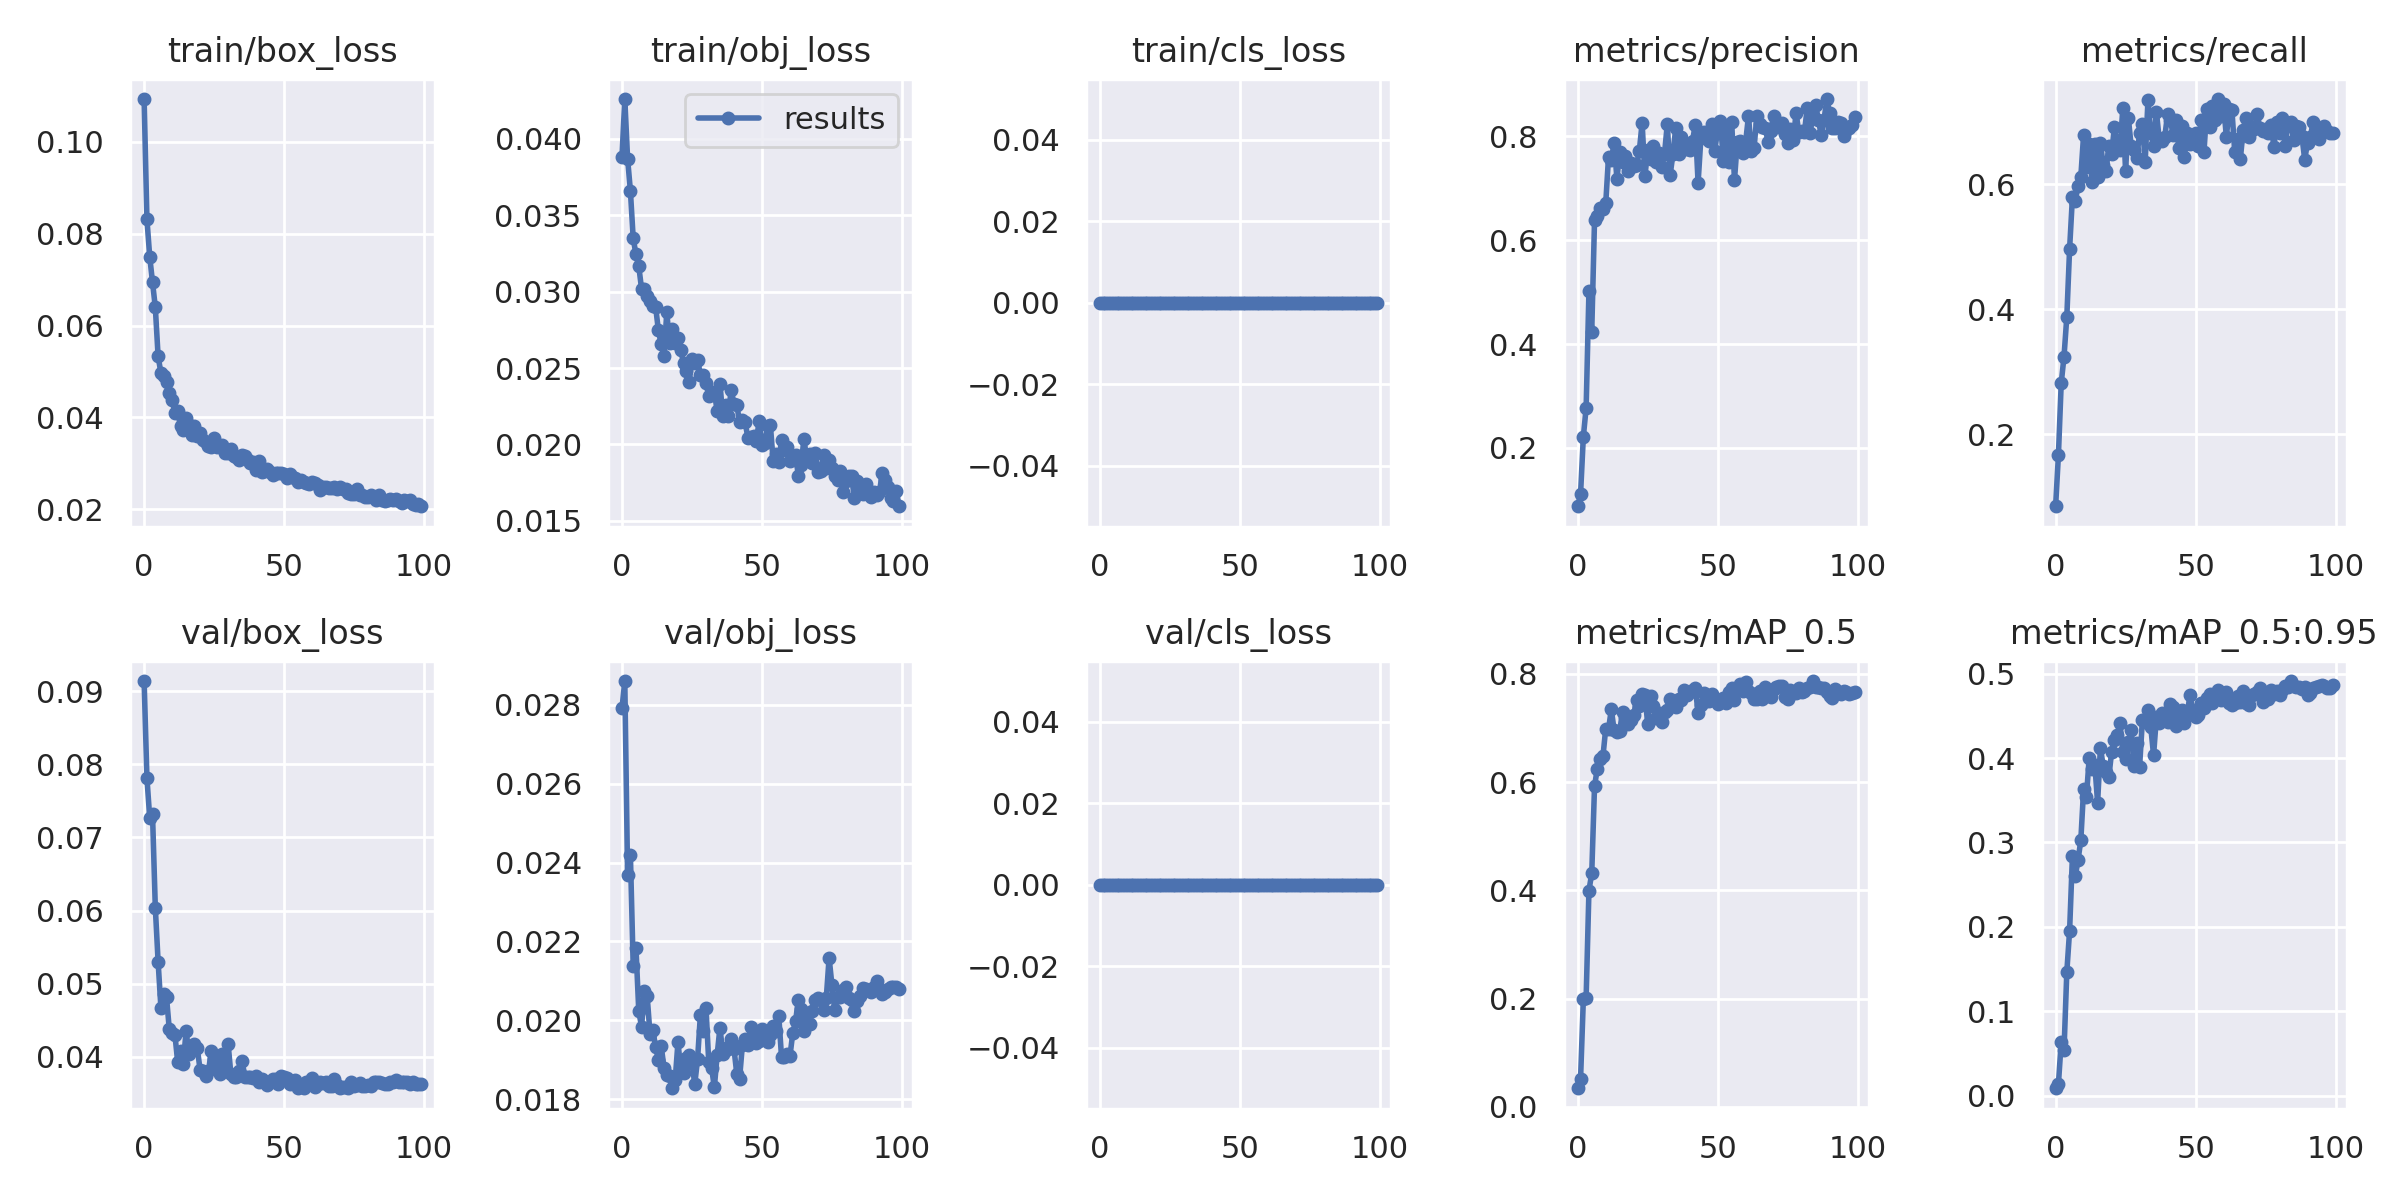 train/box_loss
0.10
0.08
0.06
0.04
0.02
0 50 100
train/obj_loss
results
0.040
0.035
0.030
0.025
0.020
0.015
0 50 100
train/cls_loss
0.04
0.02
0.00
−0.02
−0.04
0 50 100
metrics/precision
0.8
0.6
0.4
0.2
0 50 100
metrics/recall
0.6
0.4
0.2
0 50 100
val/box_loss
0.09
0.08
0.07
0.06
0.05
0.04
0 50 100
val/obj_loss
0.028
0.026
0.024
0.022
0.020
0.018
0 50 100
val/cls_loss
0.04
0.02
0.00
−0.02
−0.04
0 50 100
metrics/mAP_0.5
0.8
0.6
0.4
0.2
0.0
0 50 100
metrics/mAP_0.5:0.95
0.5
0.4
0.3
0.2
0.1
0.0
0 50 100